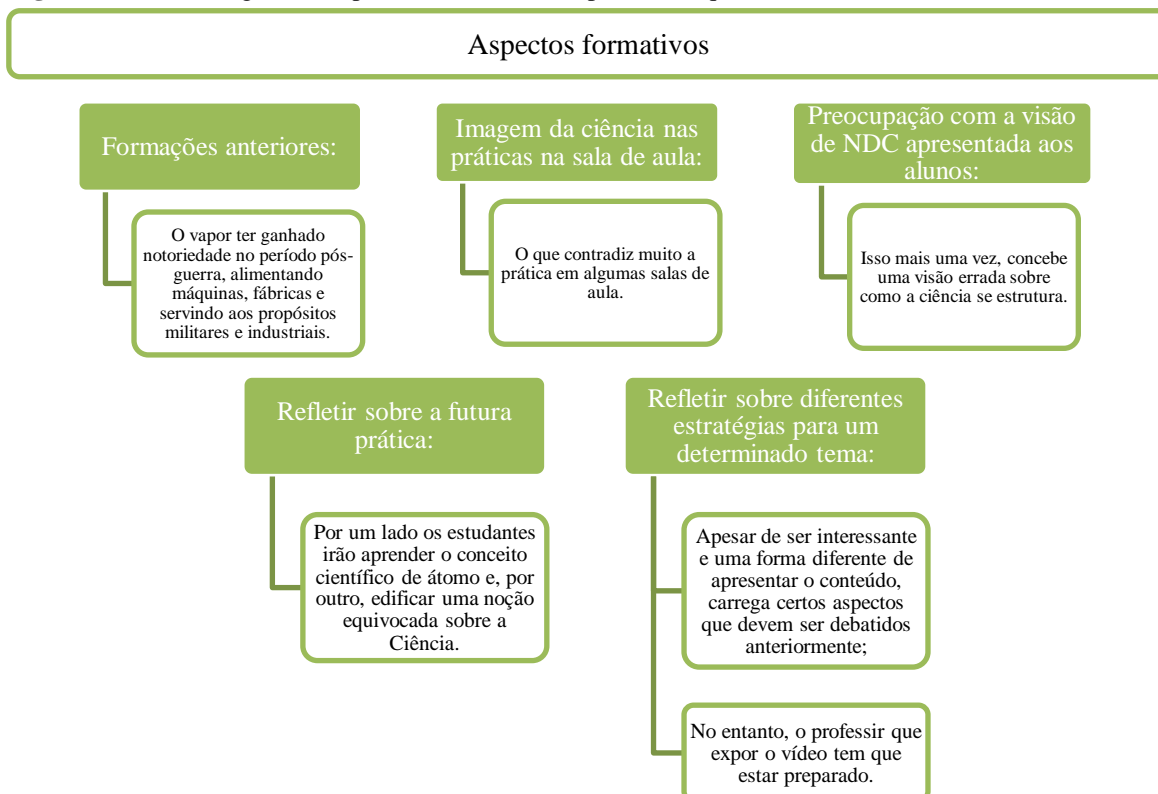 Aspectos formativos
Formações anteriores:
O vapor ter ganhado
notoriedade no período pós-
guerra, alimentando
máquinas, fábricas e
servindo aos propósitos
militares e industriais.
Imagem da ciência nas
práticas na sala de aula:
O que contradiz muito a
prática em algumas salas de
aula.
Preocupação com a visão
de NDC apresentada aos
alunos:
Isso mais uma vez, concebe
uma visão errada sobre
como a ciência se estrutura.
Refletir sobre a futura
prática:
Por um lado os estudantes
irão aprender o conceito
científico de átomo e, por
outro, edificar uma noção
equivocada sobre a
Ciência.
Refletir sobre diferentes
estratégias para um
determinado tema:
Apesar de ser interessante
e uma forma diferente de
apresentar o conteúdo,
carrega certos aspectos
que devem ser debatidos
anteriormente;
No entanto, o professir que
expor o vídeo tem que
estar preparado.